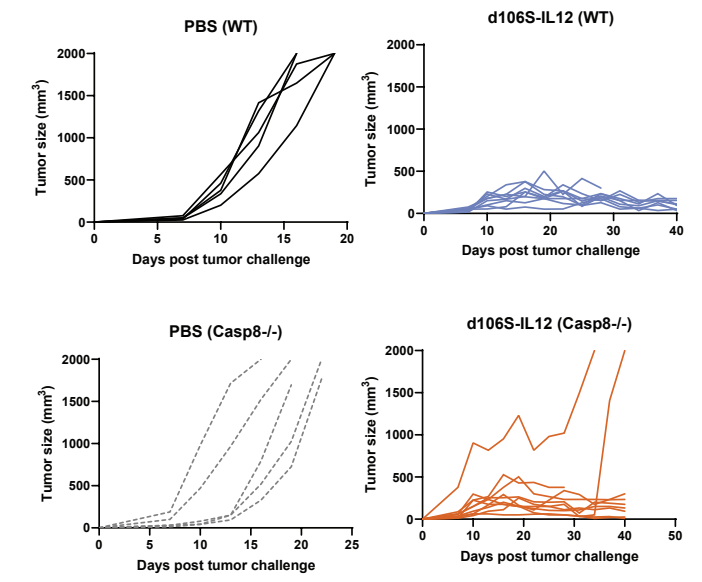 PBS (WT)
Tumor size (mm³)
2000
1500
1000
500
0
0 5 10 15 20
Days post tumor challenge
d106S-IL12 (WT)
Tumor size (mm³)
2000
1500
1000
500
0
0 10 20 30 40
Days post tumor challenge
PBS (Casp8-/-)
Tumor size (mm³)
2000
1500
1000
500
0
0 5 10 15 20 25
Days post tumor challenge
d106S-IL12 (Casp8-/-)
Tumor size (mm³)
2000
1500
1000
500
0
0 10 20 30 40 50
Days post tumor challenge